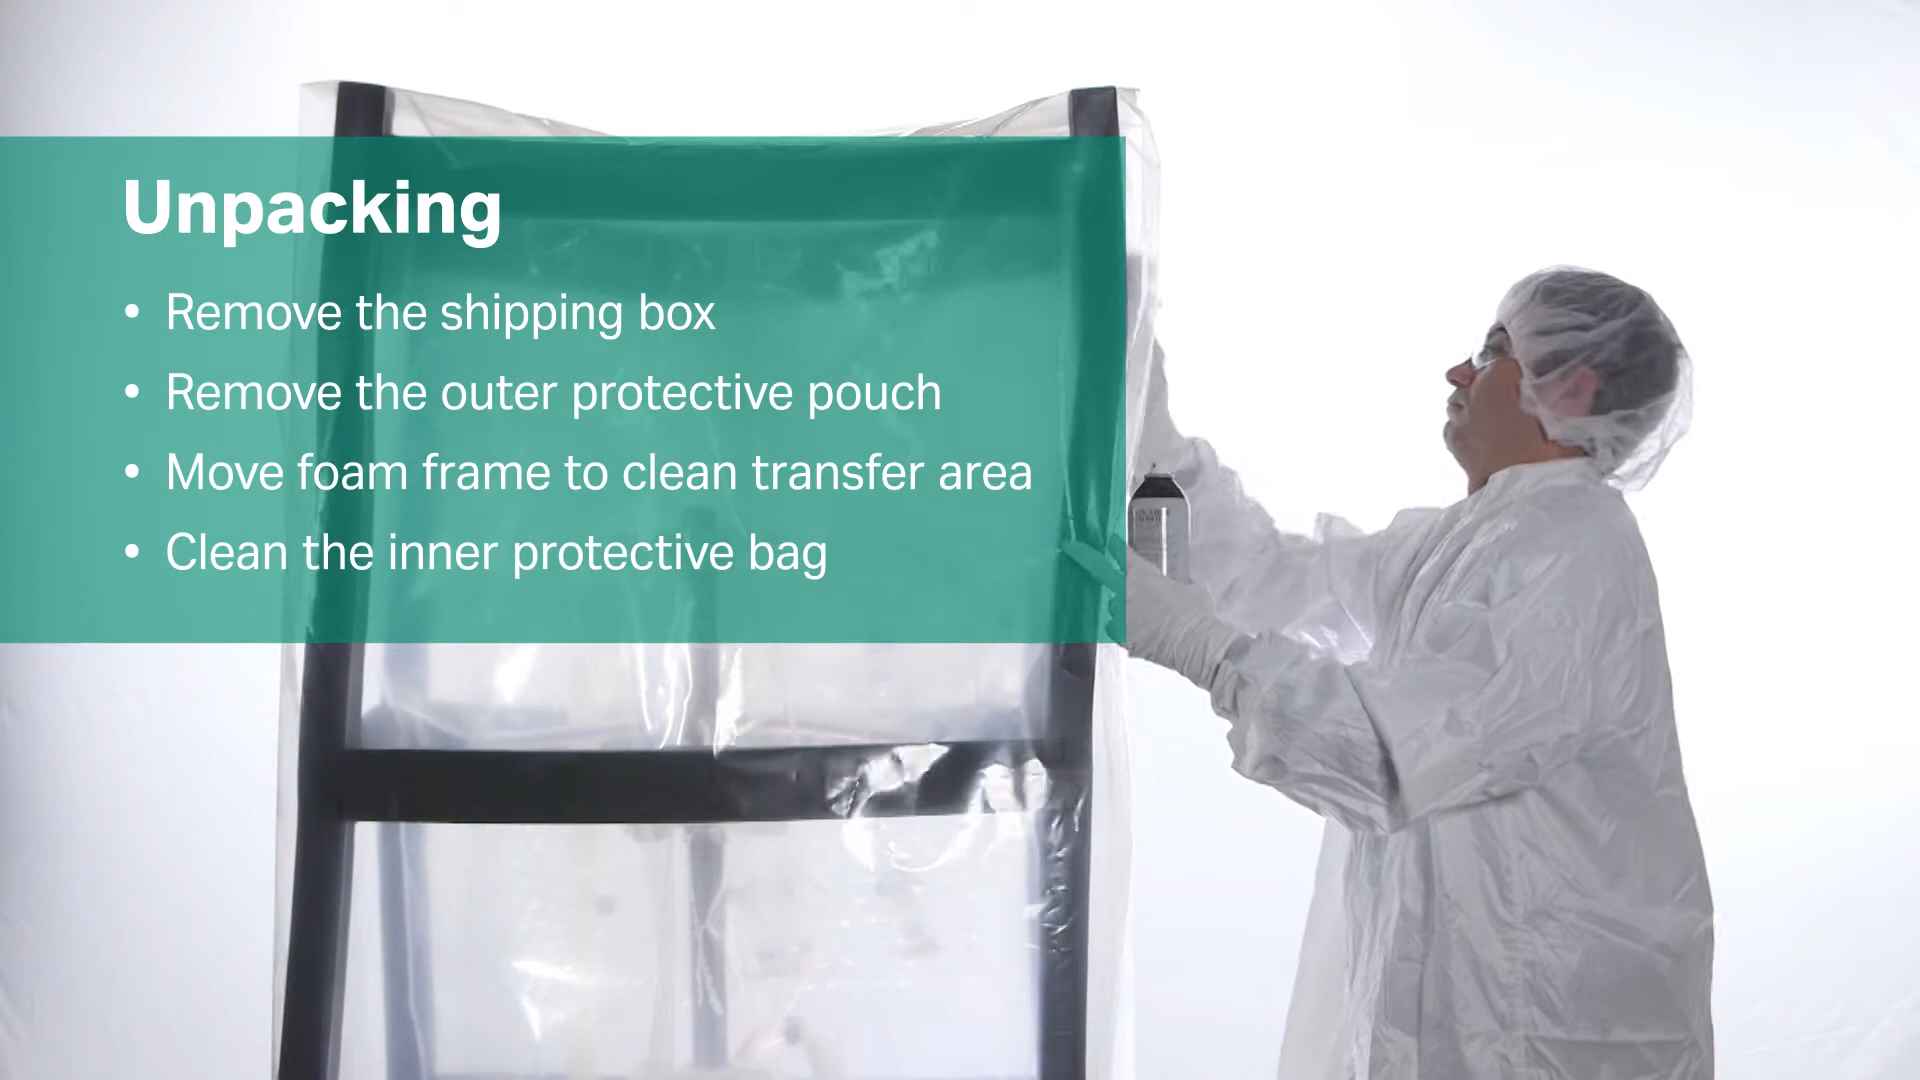 Unpacking
• Remove the shipping box
• Remove the outer protective pouch
• Move foam frame to clean transfer area
• Clean the inner protective bag